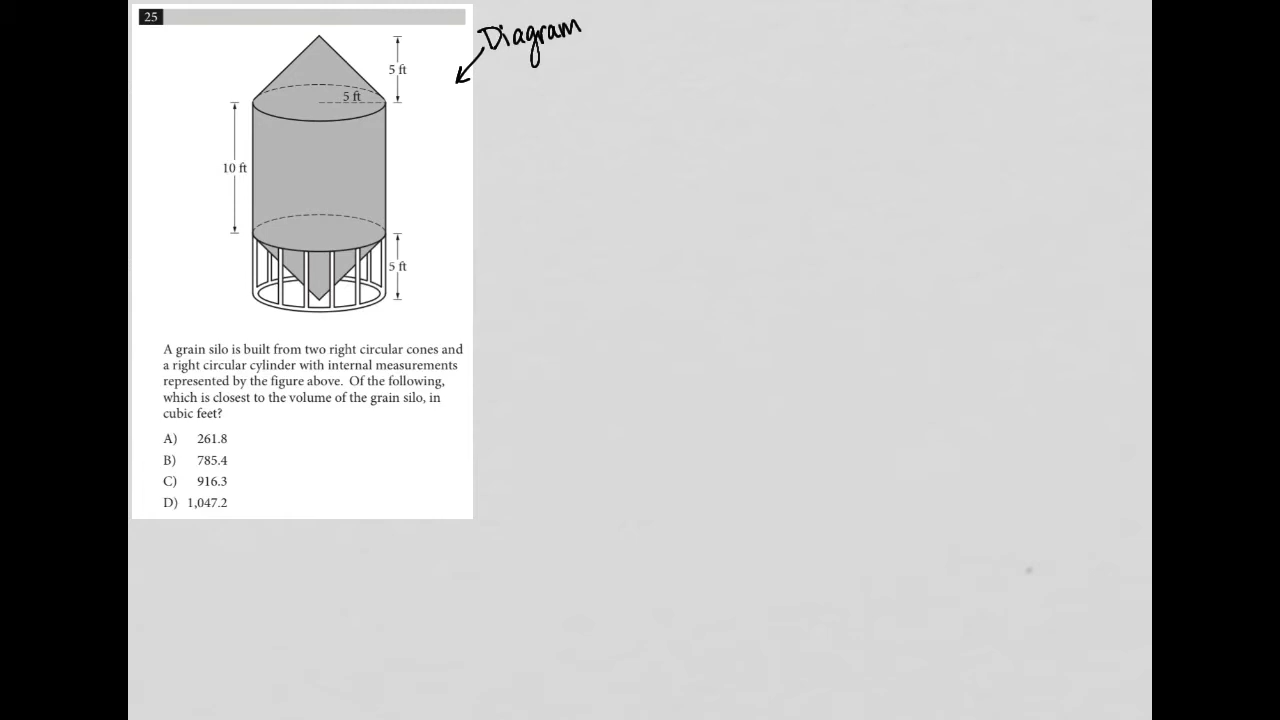 25
Diagram
5 ft
5 ft
10 ft
5 ft
A grain silo is built from two right circular cones and
a right circular cylinder with internal measurements
represented by the figure above. Of the following,
which is closest to the volume of the grain silo, in
cubic feet?
A) 261.8
B) 785.4
C) 916.3
D) 1,047.2